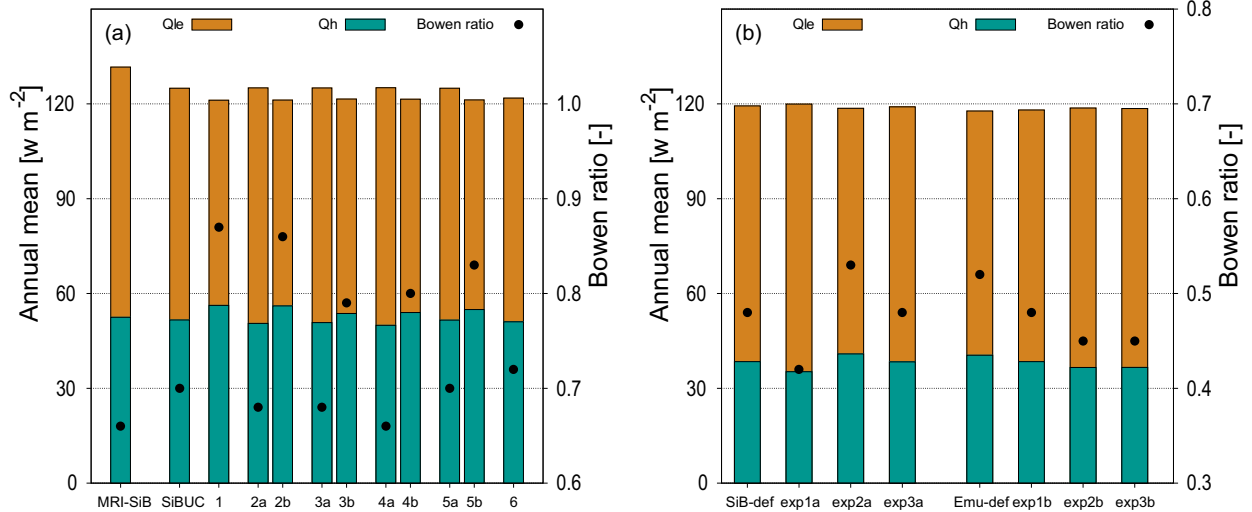 (a) Qle Qh Bowen ratio
Annual mean [w m-2]
0
30
60
90
120
Bowen ratio [-]
0.6
0.7
0.8
0.9
1.0
MRI-SiB SiBUC 1 2a 2b 3a 3b 4a 4b 5a 5b 6
(b) Qle Qh Bowen ratio
Annual mean [w m-2]
0
30
60
90
120
Bowen ratio [-]
0.3
0.4
0.5
0.6
0.7
0.8
SiB-def exp1a exp2a exp3a Emu-def exp1b exp2b exp3b